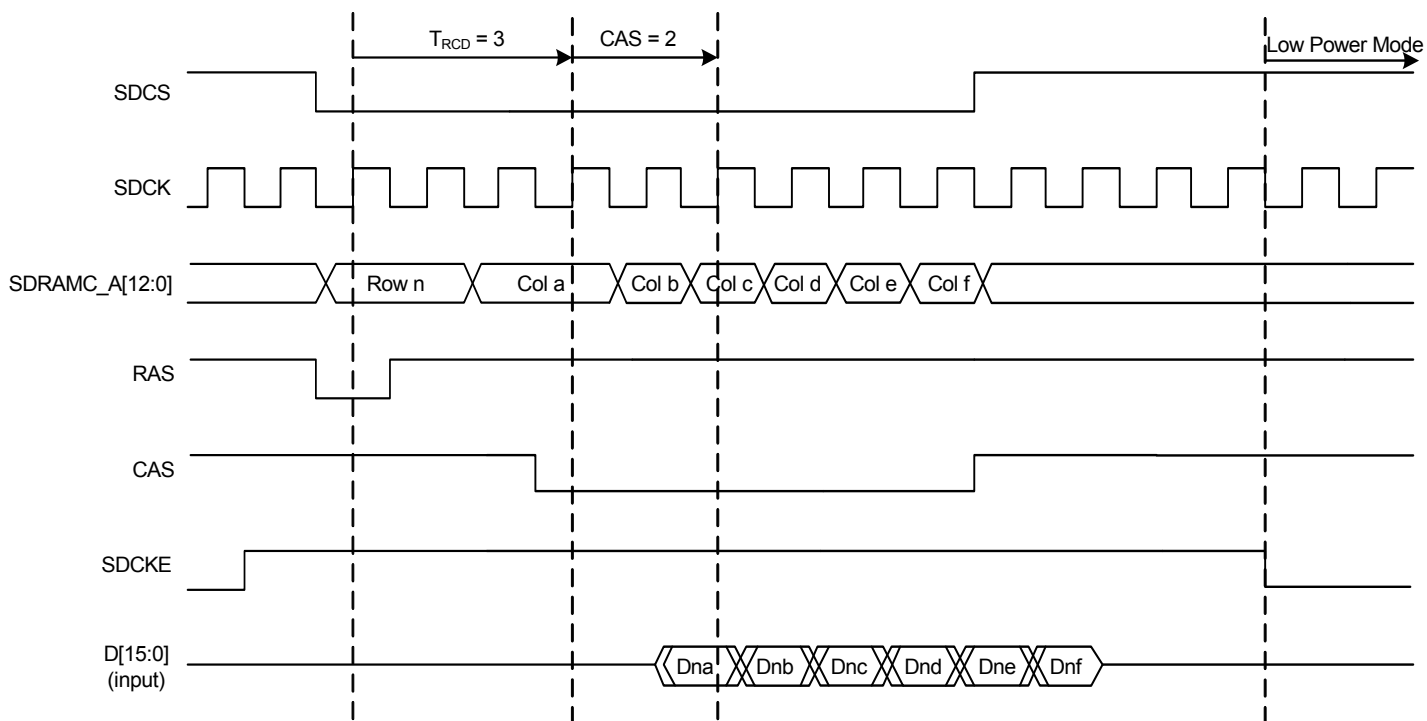 T_RCD = 3
CAS = 2
Low Power Mode
SDCS
SDCK
SDRAMC_A[12:0]
Row n
Col a
Col b
Col c
Col d
Col e
Col f
RAS
CAS
SDCKE
D[15:0]
(input)
Dna
Dnb
Dnc
Dnd
Dne
Dnf